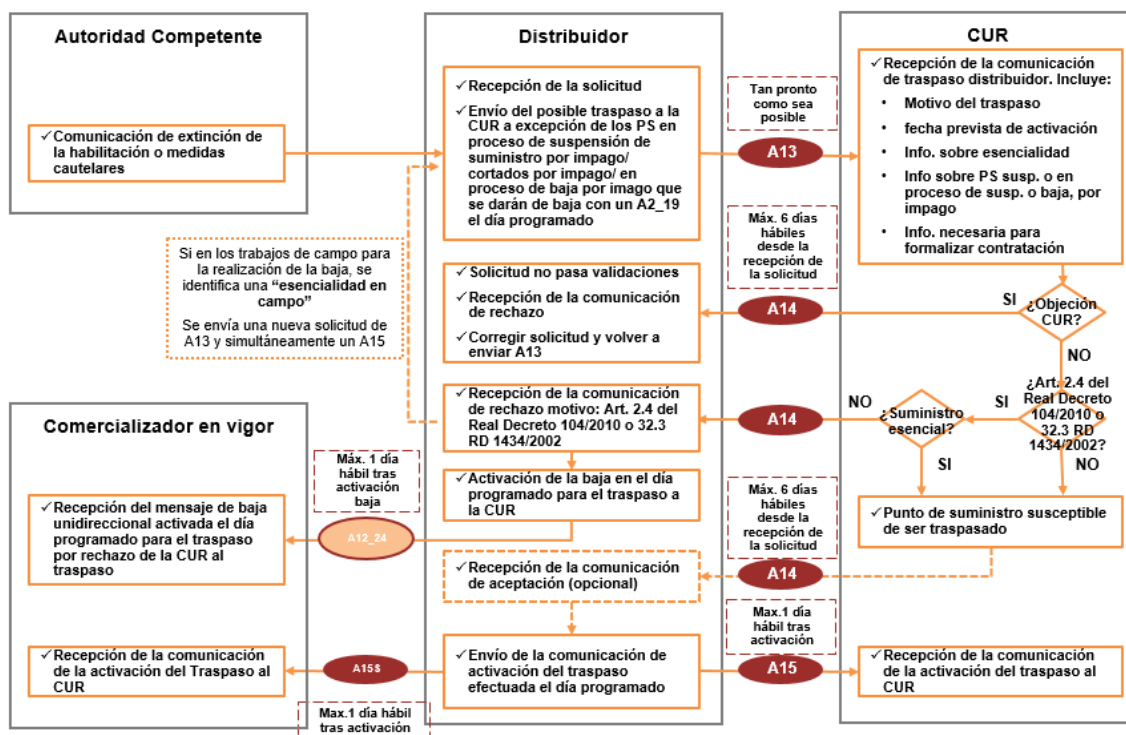 Autoridad Competente
✓Comunicación de extinción de
la habilitación o medidas
cautelares
Distribuidor
✓Recepción de la solicitud
✓Envío del posible traspaso a la
CUR a excepción de los PS en
proceso de suspensión de
suministro por impago/
cortados por impago/ en
proceso de baja por imago que
se darán de baja con un A2_19
el día programado
Tan pronto
como sea
posible
A13
CUR
✓Recepción de la comunicación
de traspaso distribuidor. Incluye:
• Motivo del traspaso
• fecha prevista de activación
• Info. sobre esencialidad
• Info sobre PS susp. o en
proceso de susp. o baja, por
impago
• Info. necesaria para
formalizar contratación
Si en los trabajos de campo
para la realización de la baja, se
identifica una “esencialidad en
campo”
Se envía una nueva solicitud de
A13 y simultáneamente un A15
✓Solicitud no pasa validaciones
✓Recepción de la comunicación
de rechazo
✓Corregir solicitud y volver a
enviar A13
Máx. 6 días
hábiles
desde la
recepción de
la solicitud
A14
SI
¿Objeción
CUR?
NO
✓Recepción de la comunicación
de rechazo motivo: Art. 2.4 del
Real Decreto 104/2010 o 32.3
RD 1434/2002
A14
NO
¿Suministro
esencial?
SI
SI
¿Art. 2.4 del
Real Decreto
104/2010 o
32.3 RD
1434/2002?
NO
Comercializador en vigor
✓Recepción del mensaje de baja
unidireccional activada el día
programado para el traspaso
por rechazo de la CUR al
traspaso
Máx. 1 día
hábil tras
activación
baja
A12_24
✓Activación de la baja en el día
programado para el traspaso a
la CUR
Máx. 6 días
hábiles
desde la
recepción de
la solicitud
A14
✓Punto de suministro susceptible
de ser traspasado
✓Recepción de la comunicación
de aceptación (opcional)
✓Recepción de la comunicación
de la activación del Traspaso al
CUR
A15S
Max.1 día hábil
tras activación
✓Envío de la comunicación de
activación del traspaso
efectuada el día programado
Max.1 día
hábil tras
activación
A15
✓Recepción de la comunicación
de la activación del traspaso al
CUR